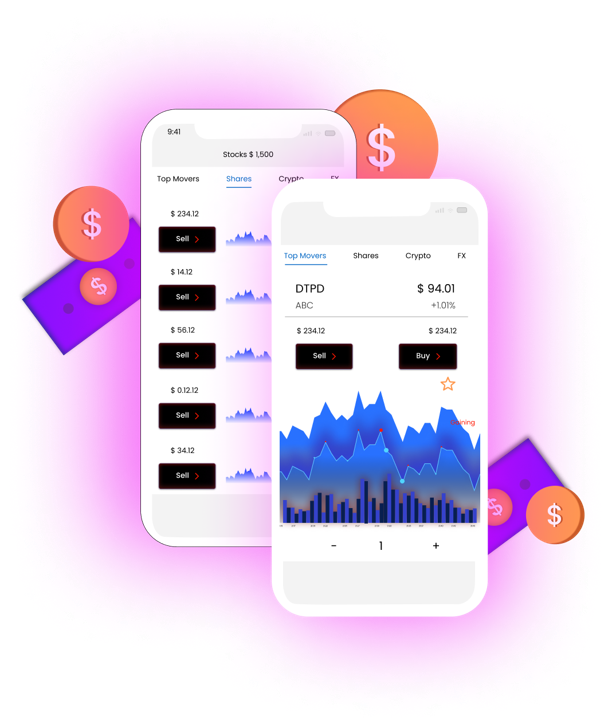 $
9:41
Stocks $ 1,500
Top Movers Shares Crypto FX
$ 234.12
Sell
$ 14.12
Sell
$ 56.12
Sell
$ 0.12.12
Sell
$ 34.12
Sell
Top Movers Shares Crypto FX
DTPD $ 94.01
ABC +1.01%
$ 234.12 $ 234.12
Sell Buy
- 1 +
$
$
$
$